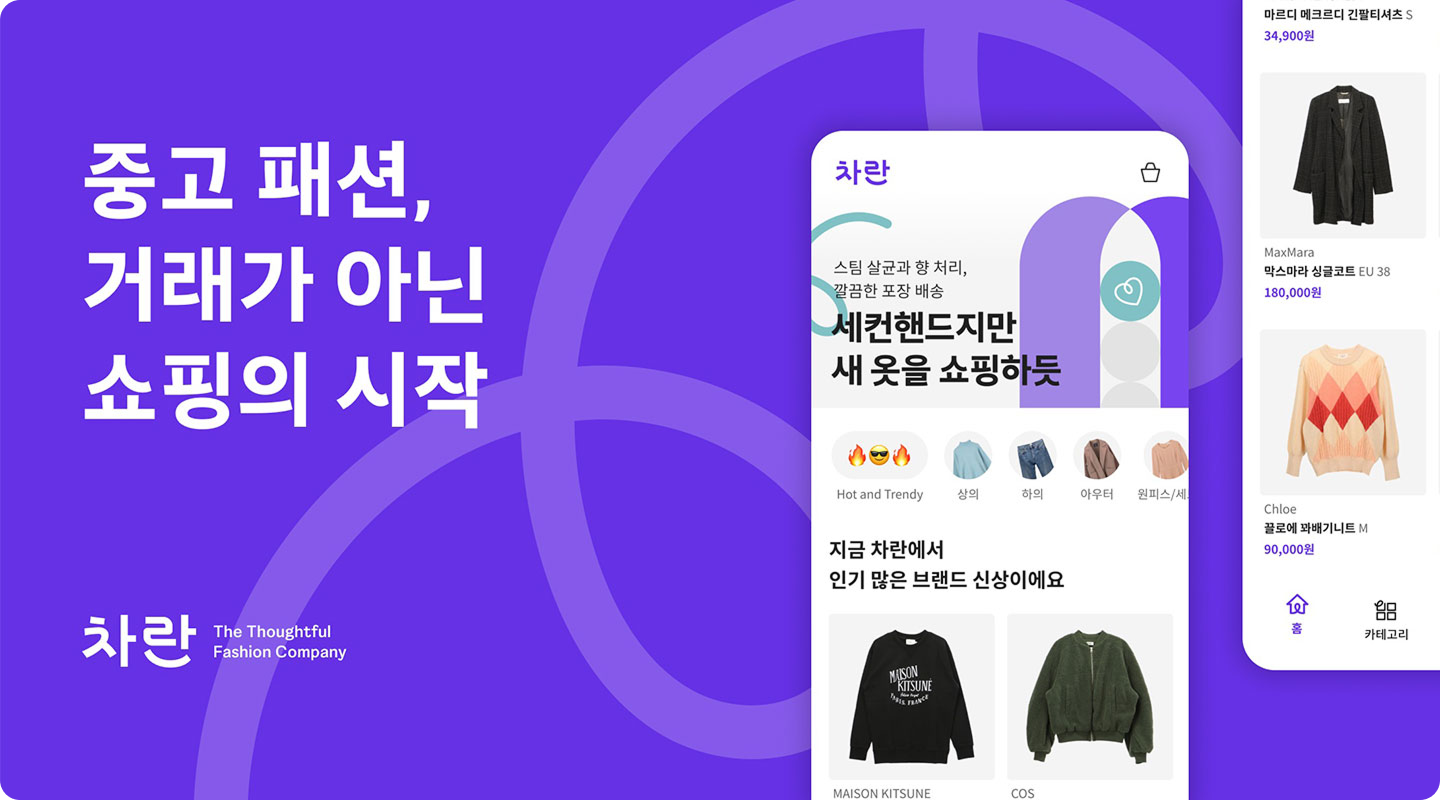 중고 패션,
거래가 아닌
쇼핑의 시작
차란
The Thoughtful
Fashion Company
차란
스팀 살균과 향 처리,
깔끔한 포장 배송
세컨핸드지만
새 옷을 쇼핑하듯
Hot and Trendy
상의
하의
아우터
원피스/세
지금 차란에서
인기 많은 브랜드 신상이에요
MAISON
KITSUNÉ
PARIS, FRANCE
MAISON KITSUNE
COS
마르디 메크르디 긴팔티셔츠 S
34,900원
MaxMara
막스마라 싱글코트 EU 38
180,000원
Chloe
끌로에 꽈배기니트 M
90,000원
홈
카테고리